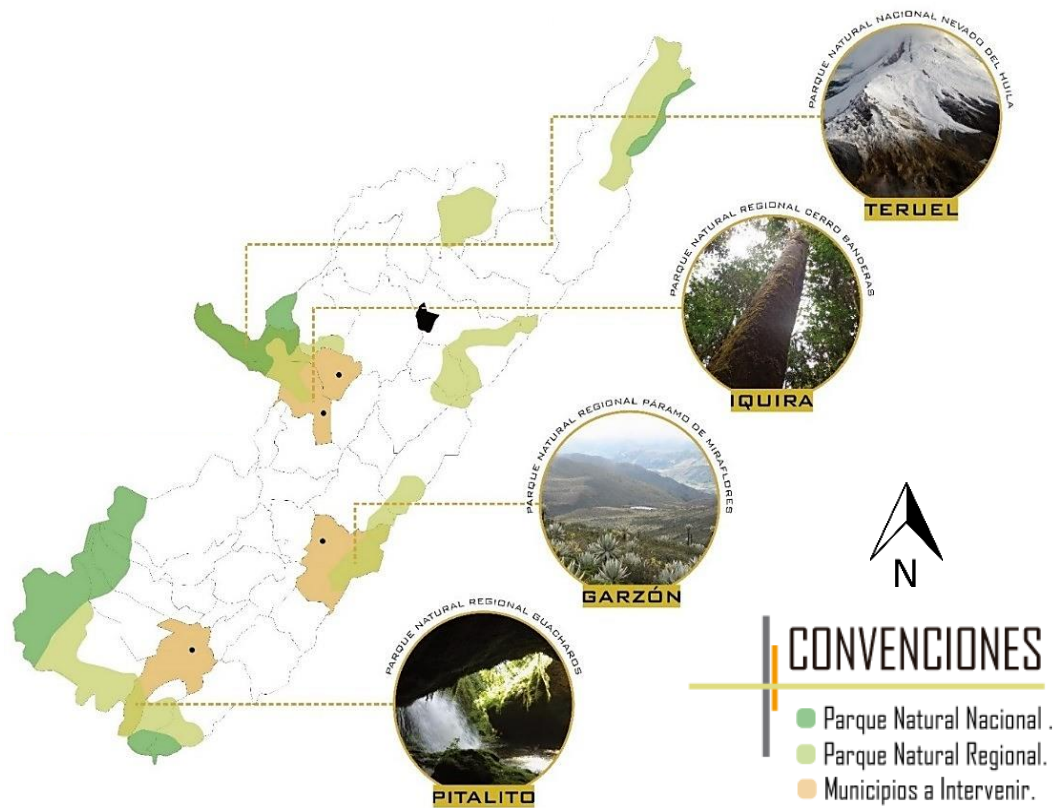 PARQUE NATURAL NACIONAL NEVADO DEL HUILA
TERUEL
PARQUE NATURAL REGIONAL CERRO BANDERAS
IQUIRA
PARQUE NATURAL REGIONAL PÁRAMO DE MIRAFLORES
GARZÓN
PARQUE NATURAL REGIONAL GUACHAROS
PITALITO
N
CONVENCIONES
Parque Natural Nacional .
Parque Natural Regional.
Municipios a Intervenir.